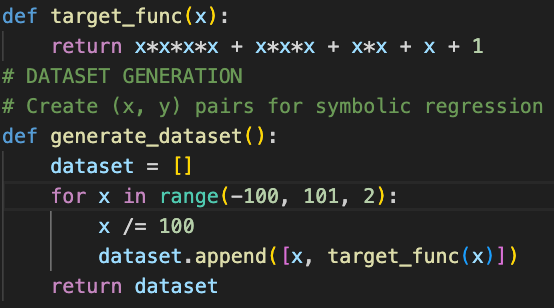 def target_func(x):
    return x*x*x*x + x*x*x + x*x + x + 1
# DATASET GENERATION
# Create (x, y) pairs for symbolic regression
def generate_dataset():
    dataset = []
    for x in range(-100, 101, 2):
        x /= 100
        dataset.append([x, target_func(x)])
    return dataset